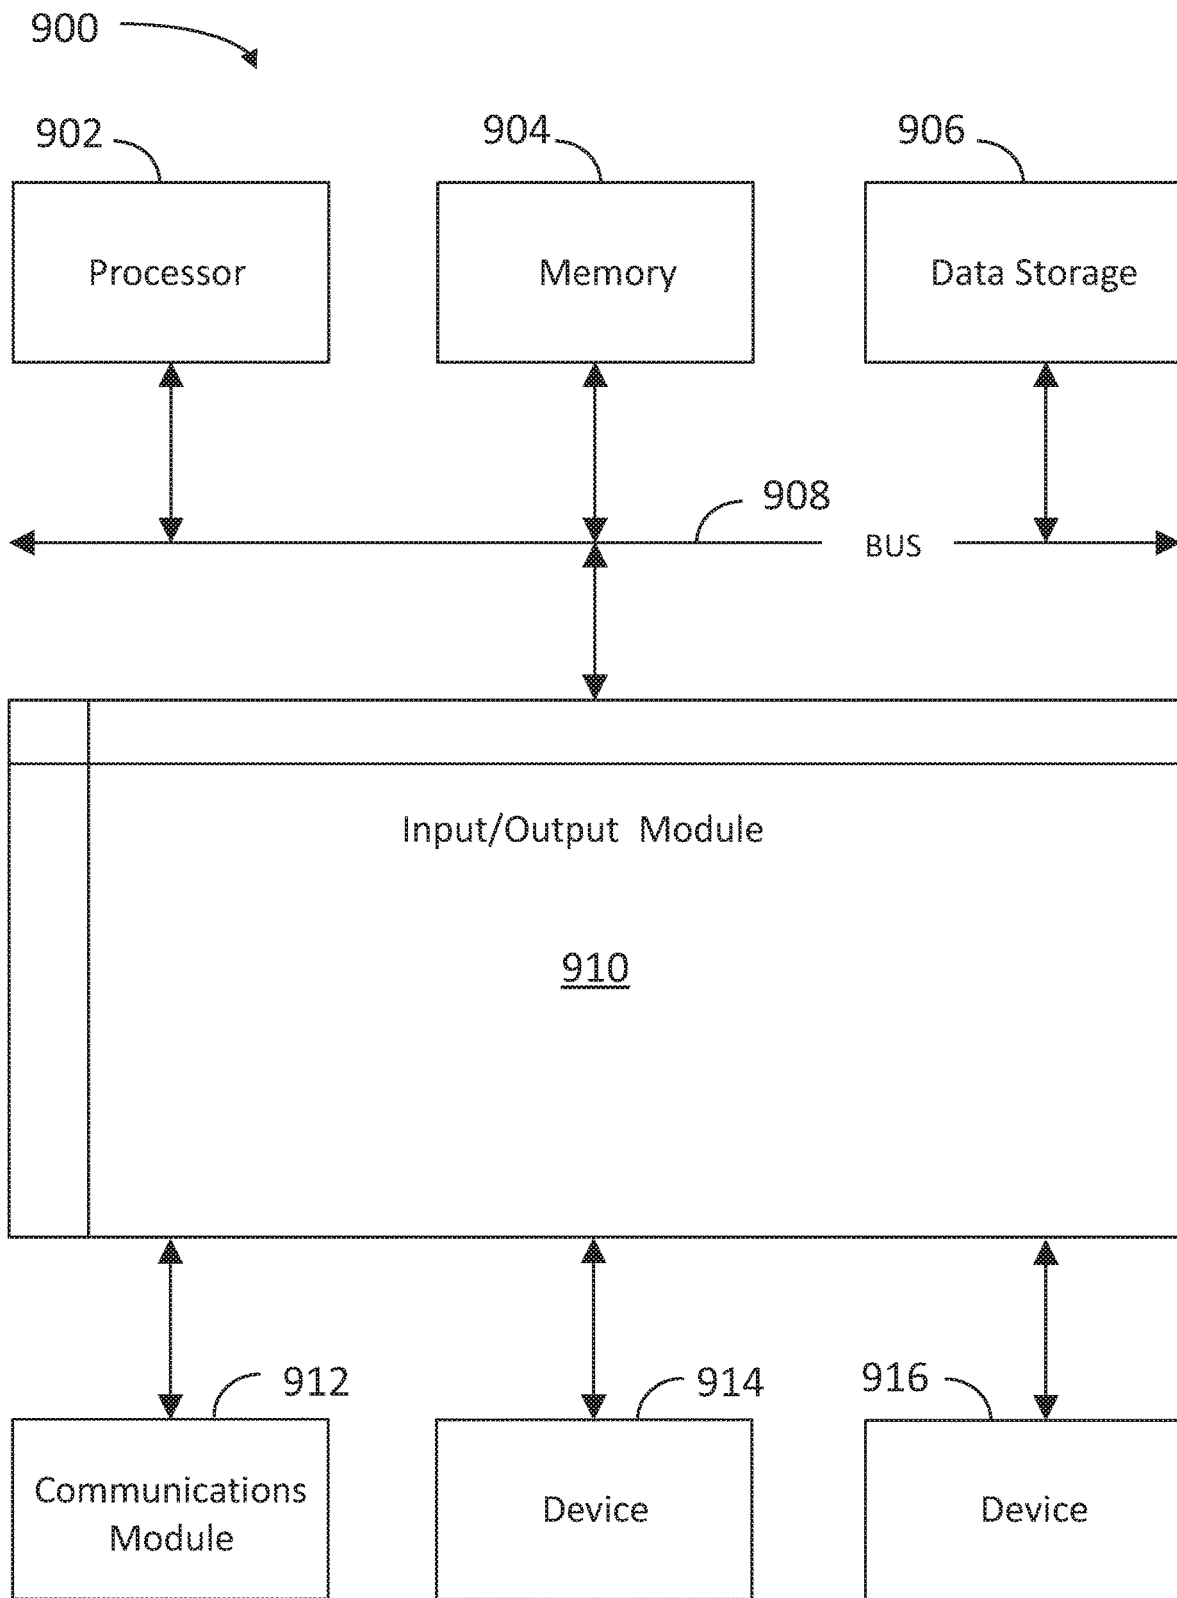 900
902
904
906
Processor
Memory
Data Storage
908
BUS
Input/Output Module
910
912
914
916
Communications
Module
Device
Device